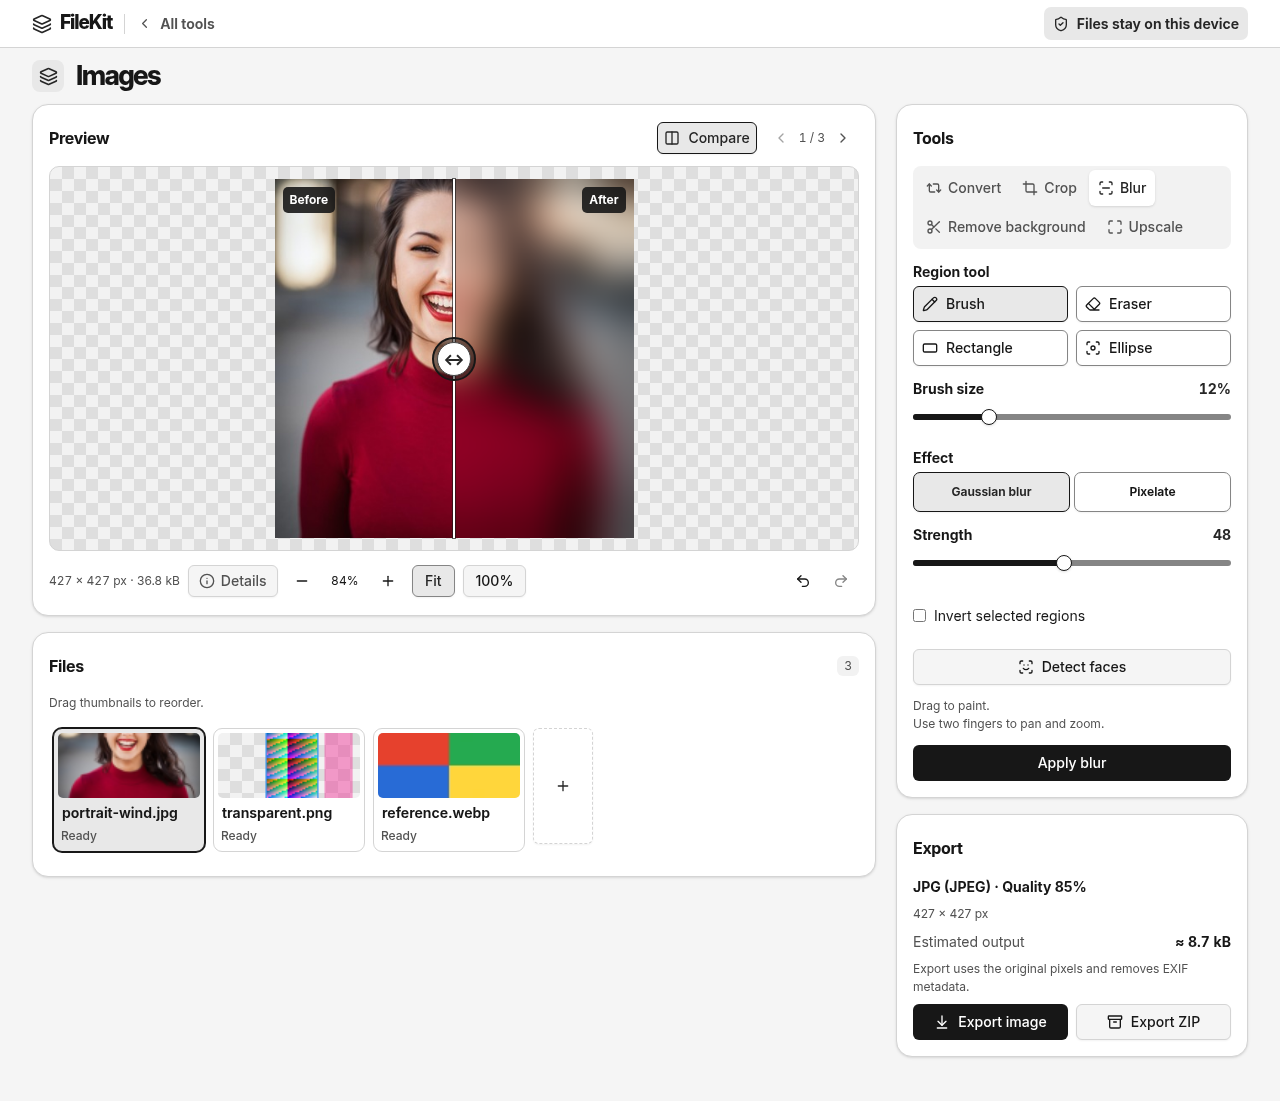 FileKit
All tools
Files stay on this device
Images
Preview
Compare
1 / 3
Before
After
427 × 427 px · 36.8 kB
Details
84%
Fit
100%
Files
3
Drag thumbnails to reorder.
portrait-wind.jpg
Ready
transparent.png
Ready
reference.webp
Ready
Tools
Convert
Crop
Blur
Remove background
Upscale
Region tool
Brush
Eraser
Rectangle
Ellipse
Brush size
12%
Effect
Gaussian blur
Pixelate
Strength
48
Invert selected regions
Detect faces
Drag to paint.
Use two fingers to pan and zoom.
Apply blur
Export
JPG (JPEG) · Quality 85%
427 × 427 px
Estimated output
≈ 8.7 kB
Export uses the original pixels and removes EXIF
metadata.
Export image
Export ZIP